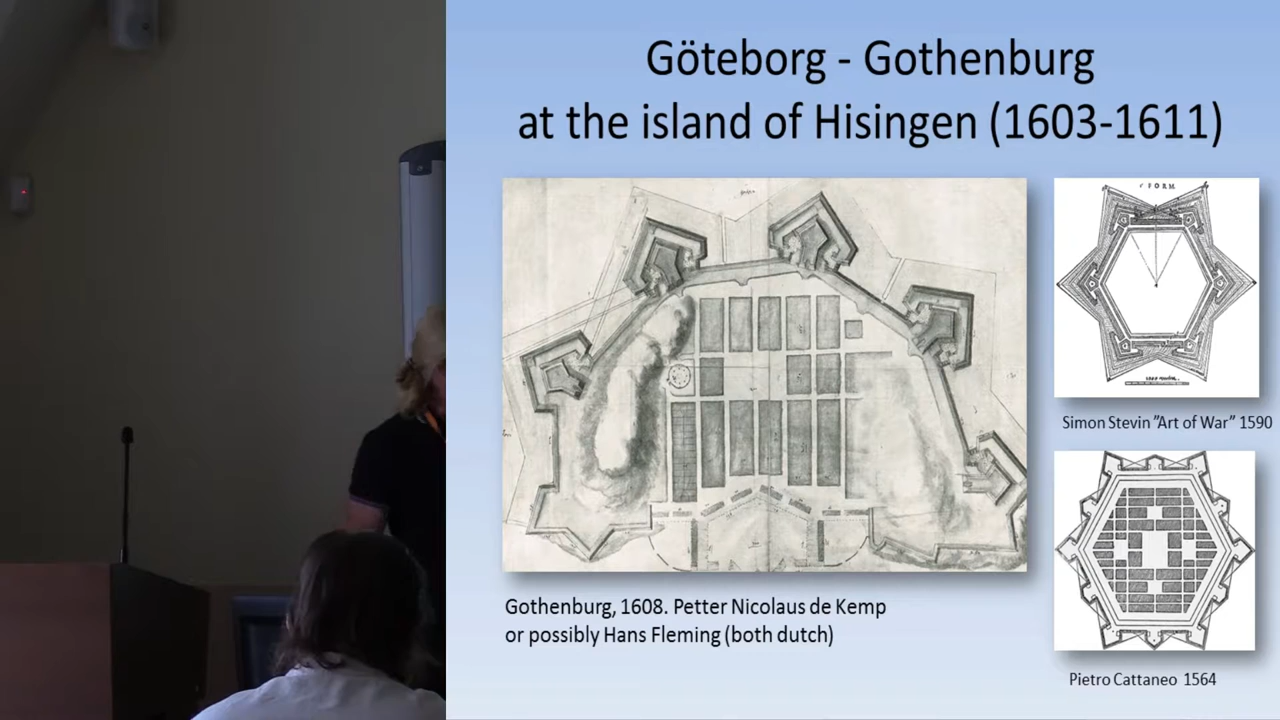 Göteborg - Gothenburg
at the island of Hisingen (1603-1611)
FORM
Simon Stevin ”Art of War” 1590
Gothenburg, 1608. Petter Nicolaus de Kemp
or possibly Hans Fleming (both dutch)
Pietro Cattaneo 1564